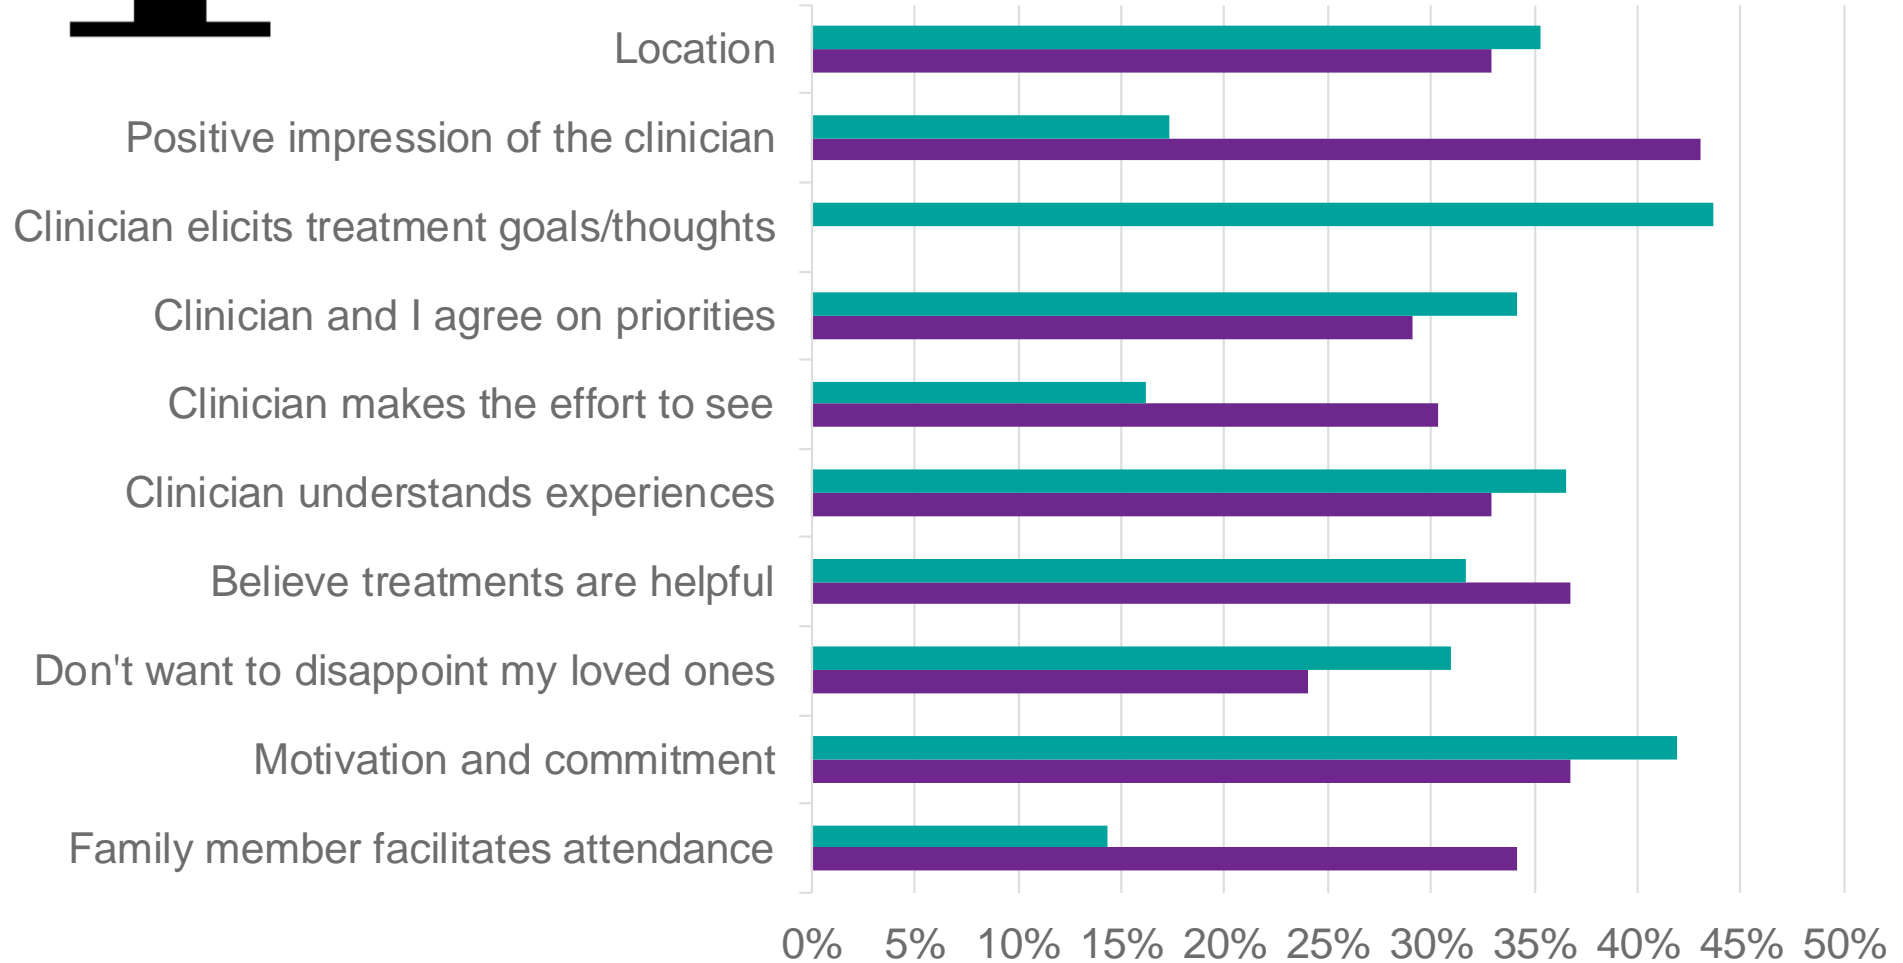 Location
Positive impression of the clinician
Clinician elicits treatment goals/thoughts
Clinician and I agree on priorities
Clinician makes the effort to see
Clinician understands experiences
Believe treatments are helpful
Don't want to disappoint my loved ones
Motivation and commitment
Family member facilitates attendance
0% 5% 10% 15% 20% 25% 30% 35% 40% 45% 50%